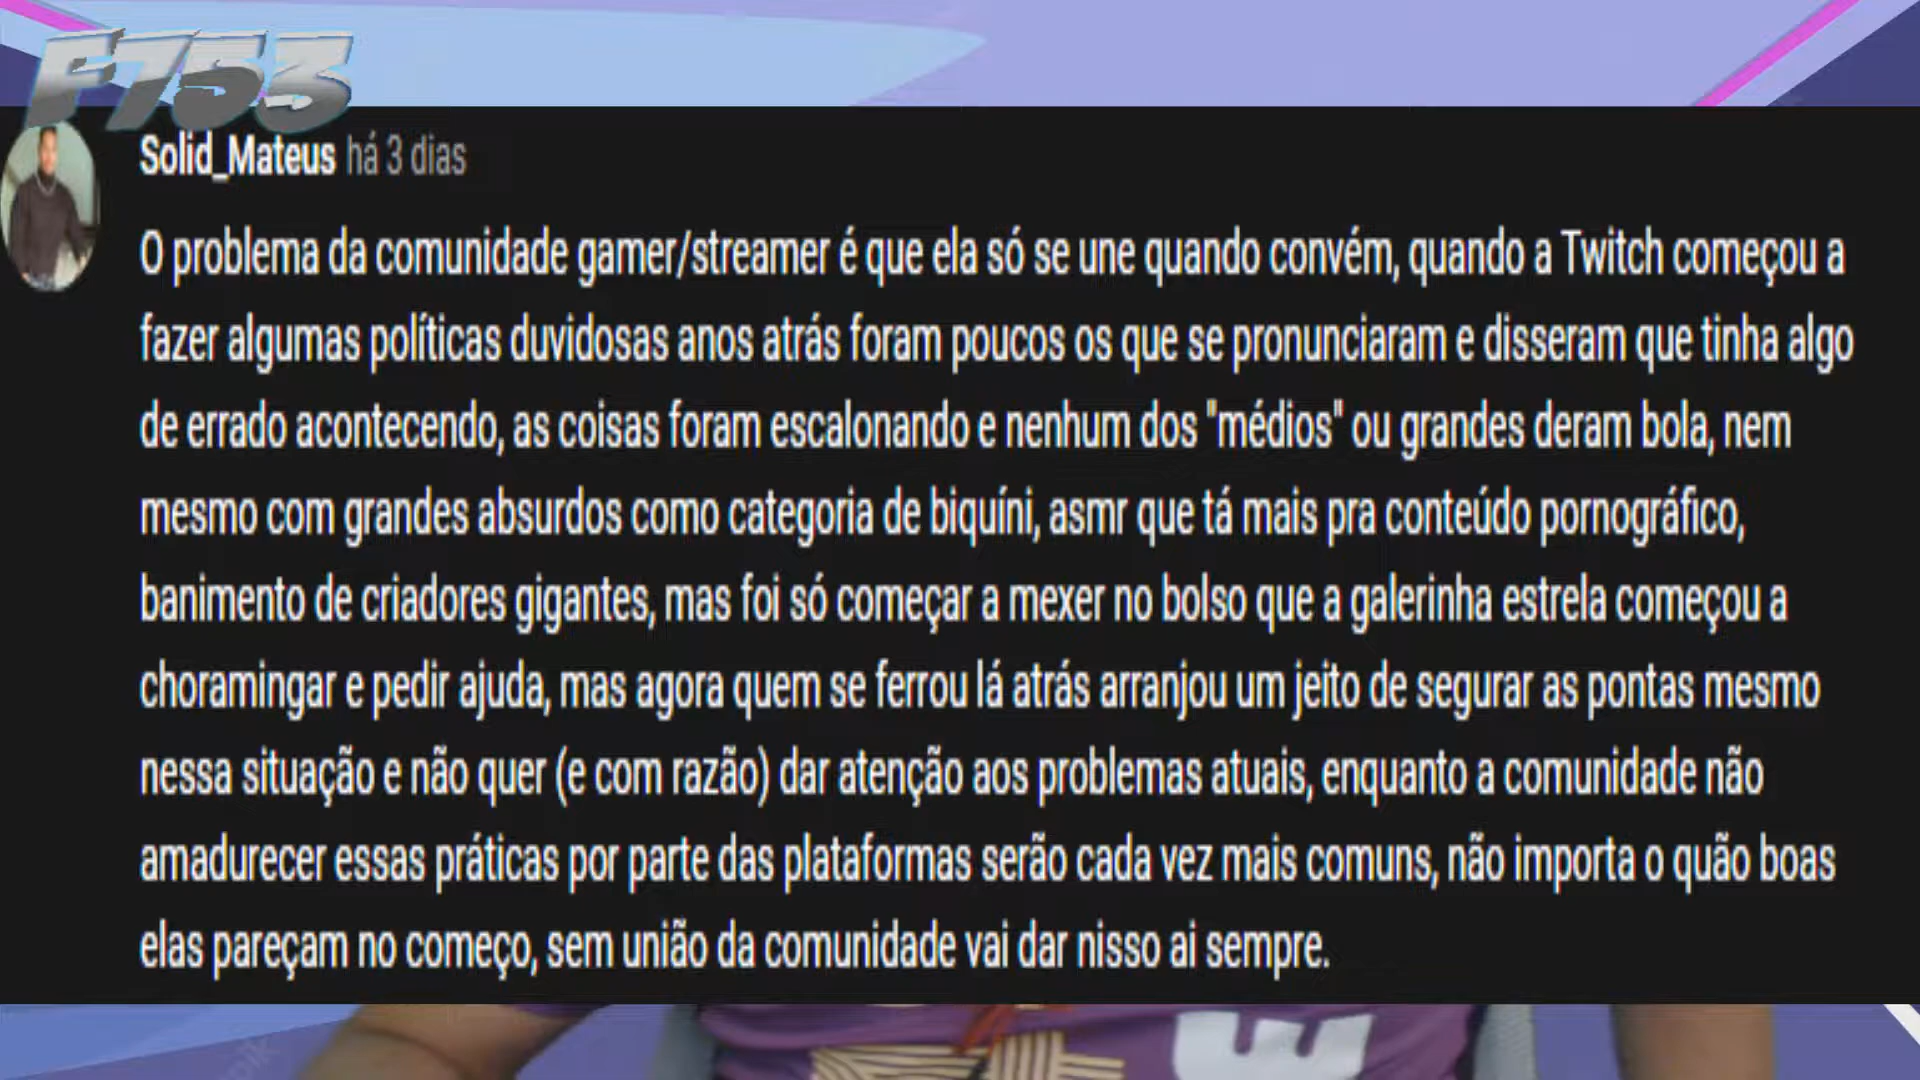 F753
Solid_Mateus há 3 dias
O problema da comunidade gamer/streamer é que ela só se une quando convém, quando a Twitch começou a
fazer algumas políticas duvidosas anos atrás foram poucos os que se pronunciaram e disseram que tinha algo
de errado acontecendo, as coisas foram escalonando e nenhum dos "médios" ou grandes deram bola, nem
mesmo com grandes absurdos como categoria de biquíni, asmr que tá mais pra conteúdo pornográfico,
banimento de criadores gigantes, mas foi só começar a mexer no bolso que a galerinha estrela começou a
choramingar e pedir ajuda, mas agora quem se ferrou lá atrás arranjou um jeito de segurar as pontas mesmo
nessa situação e não quer (e com razão) dar atenção aos problemas atuais, enquanto a comunidade não
amadurecer essas práticas por parte das plataformas serão cada vez mais comuns, não importa o quão boas
elas pareçam no começo, sem união da comunidade vai dar nisso ai sempre.